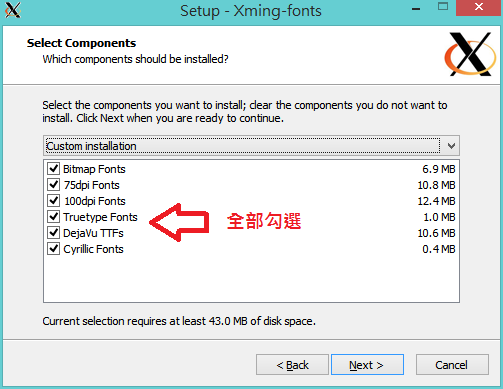 Setup - Xming-fonts
Select Components
Which components should be installed?
Select the components you want to install; clear the components you do not want to
install. Click Next when you are ready to continue.
Custom installation
Bitmap Fonts 6.9 MB
75dpi Fonts 10.8 MB
100dpi Fonts 12.4 MB
Truetype Fonts 1.0 MB
DejaVu TTFs 10.6 MB
Cyrillic Fonts 0.4 MB
全部勾選
Current selection requires at least 43.0 MB of disk space.
< Back Next > Cancel